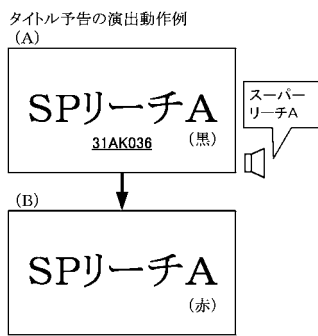 タイトル予告の演出動作例
(A)
SPリーチA
31AK036
(黒)
スーパー
リーチA
(B)
SPリーチA
(赤)